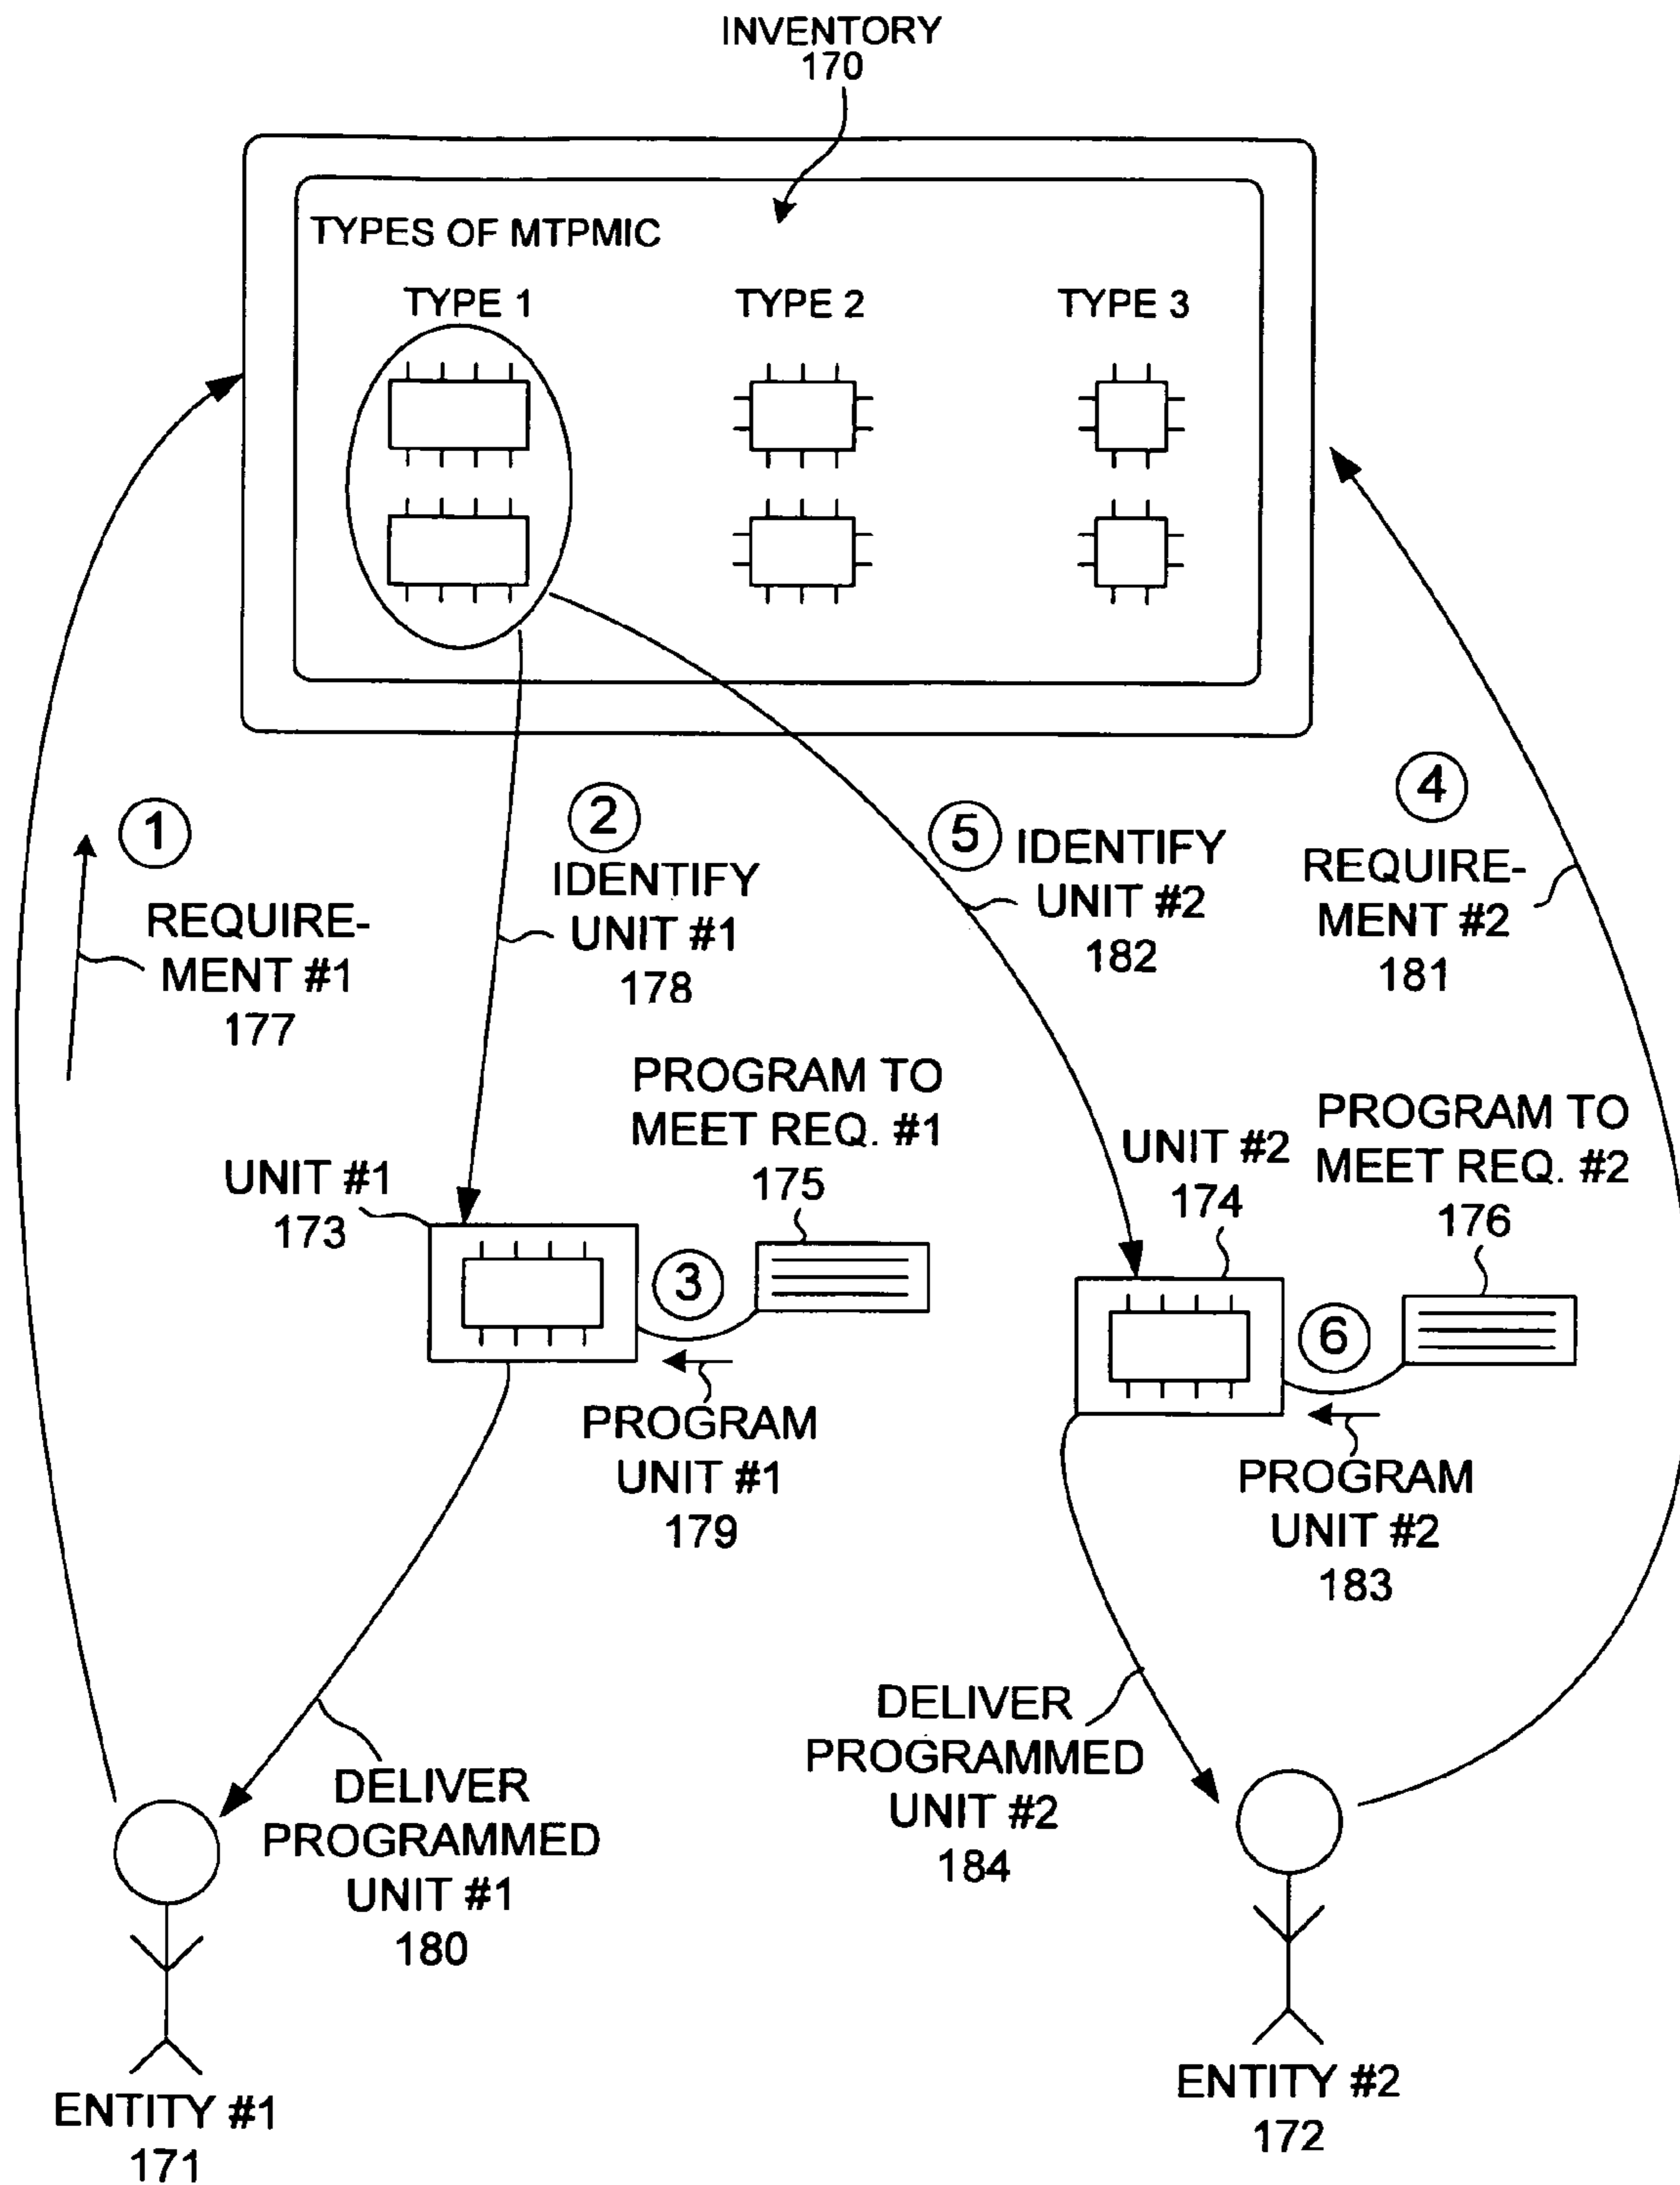 INVENTORY
170
TYPES OF MTPMIC
TYPE 1
TYPE 2
TYPE 3
1
REQUIRE-
MENT #1
177
2
IDENTIFY
UNIT #1
178
5
IDENTIFY
UNIT #2
182
4
REQUIRE-
MENT #2
181
UNIT #1
173
PROGRAM TO
MEET REQ. #1
175
3
PROGRAM
UNIT #1
179
UNIT #2
174
PROGRAM TO
MEET REQ. #2
176
6
PROGRAM
UNIT #2
183
DELIVER
PROGRAMMED
UNIT #1
180
DELIVER
PROGRAMMED
UNIT #2
184
ENTITY #1
171
ENTITY #2
172